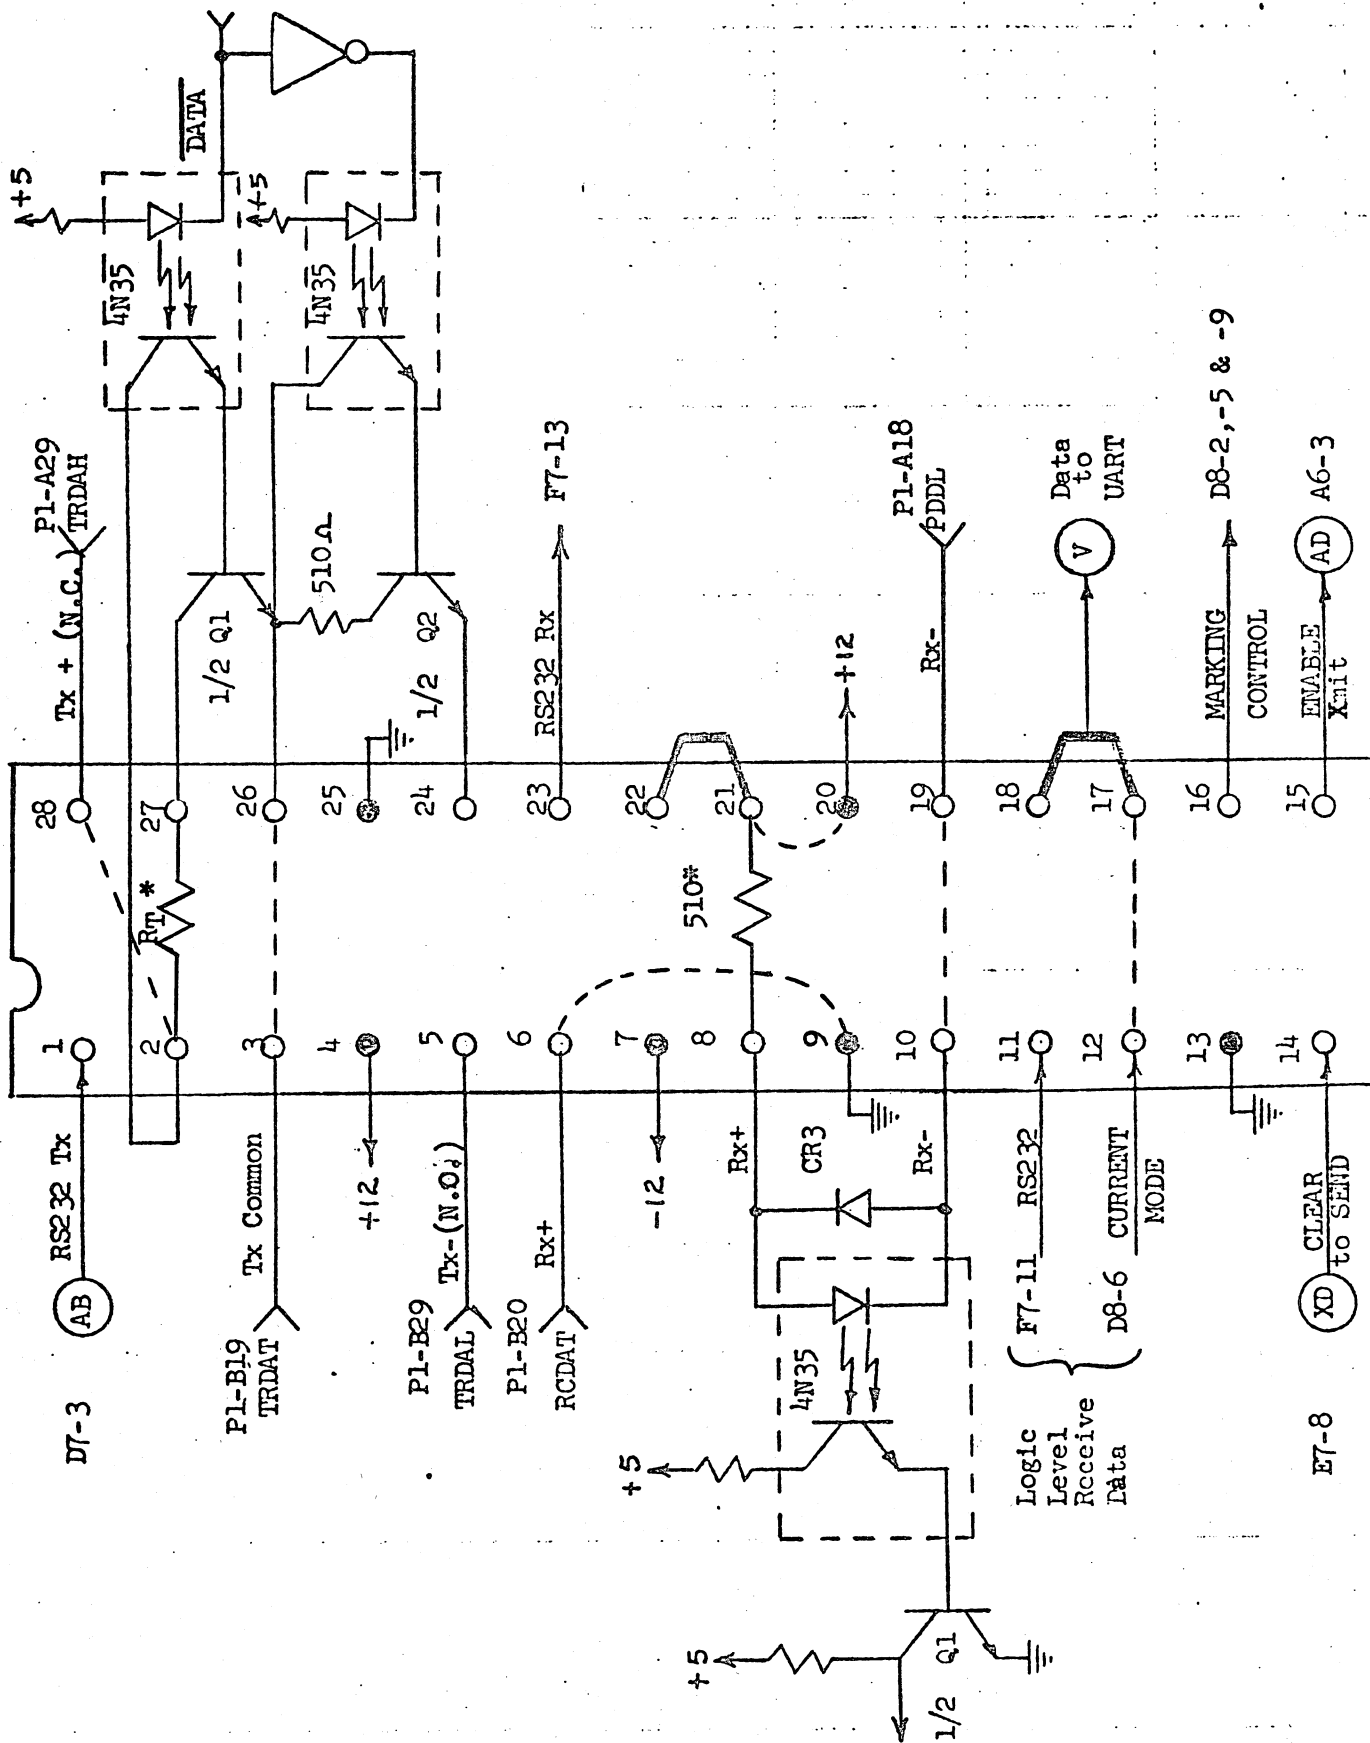 +5
DATA
4N35
+5
4N35
P1-A29
TRDAH
Tx + (N.C.)
1/2 Q1
510Ω
1/2 Q2
RS232 Rx
F7-13
+12
P1-A18
PDDL
Rx-
Data
to
UART
V
MARKING
CONTROL
D8-2,-5 & -9
ENABLE
Xmit
AD
A6-3
28
27
26
25
24
23
22
21
20
19
18
17
16
15
RT*
510*
1
2
3
4
5
6
7
8
9
10
11
12
13
14
D7-3
AB
RS232 Tx
P1-B19
TRDAT
Tx Common
+12
P1-B29
TRDAL
Tx-(N.O.)
P1-B20
RCDAT
Rx+
-12
Rx+
CR3
Rx-
4N35
+5
+5
1/2 Q1
Logic
Level
Receive
Data
F7-11 RS232
D8-6 CURRENT
MODE
E7-8
XD
CLEAR
to SEND